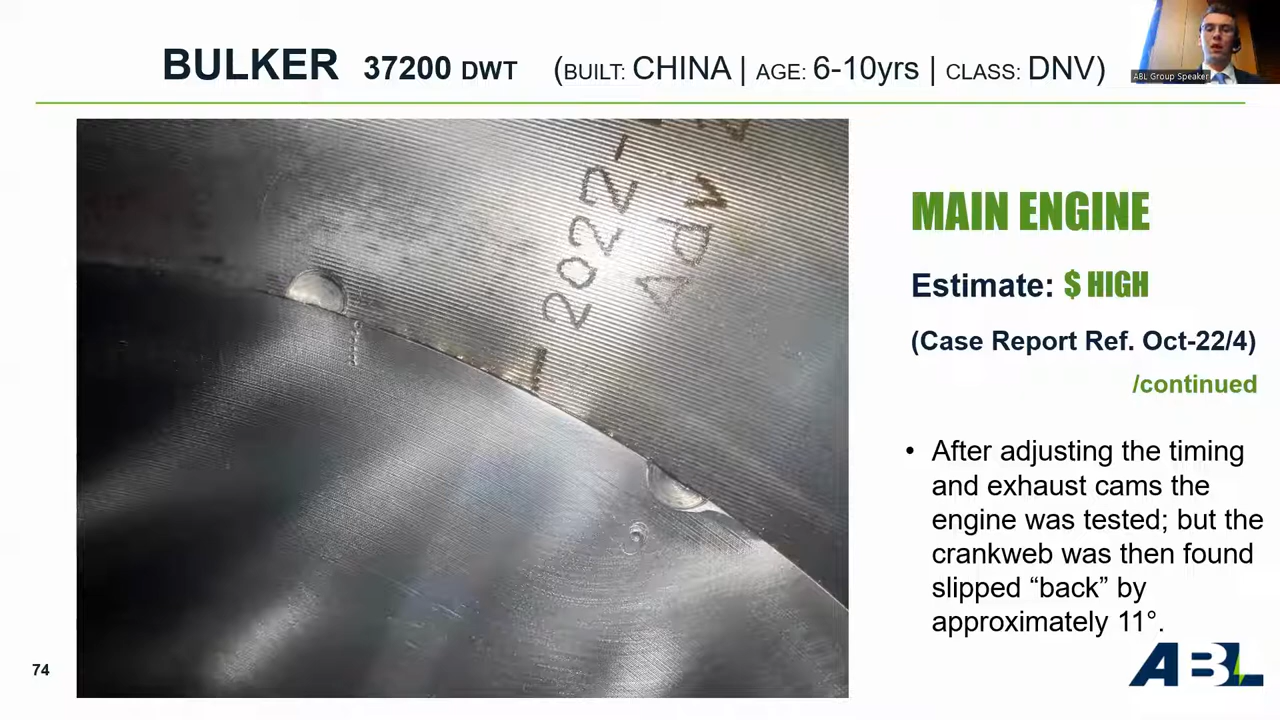 BULKER 37200 DWT (BUILT: CHINA | AGE: 6-10yrs | CLASS: DNV)
ABL Group Speaker
2022-
Adv
MAIN ENGINE
Estimate: $ HIGH
(Case Report Ref. Oct-22/4)
/continued
• After adjusting the timing
and exhaust cams the
engine was tested; but the
crankweb was then found
slipped “back” by
approximately 11°.
74
ABL